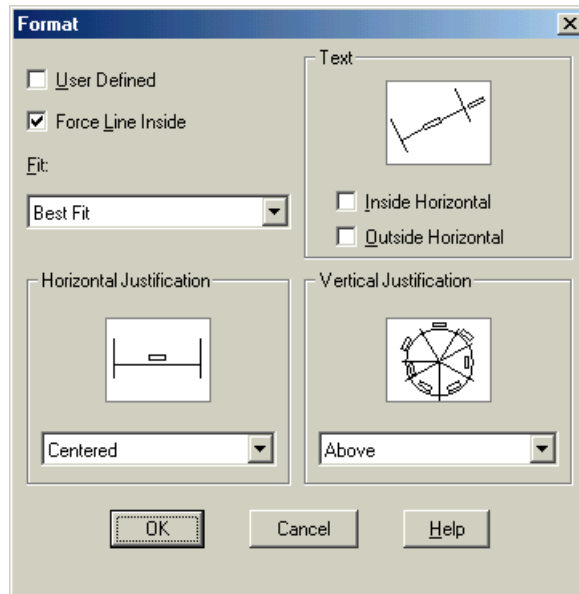 Format
User Defined
Force Line Inside
Fit:
Best Fit
Text
Inside Horizontal
Outside Horizontal
Horizontal Justification
Centered
Vertical Justification
Above
OK
Cancel
Help